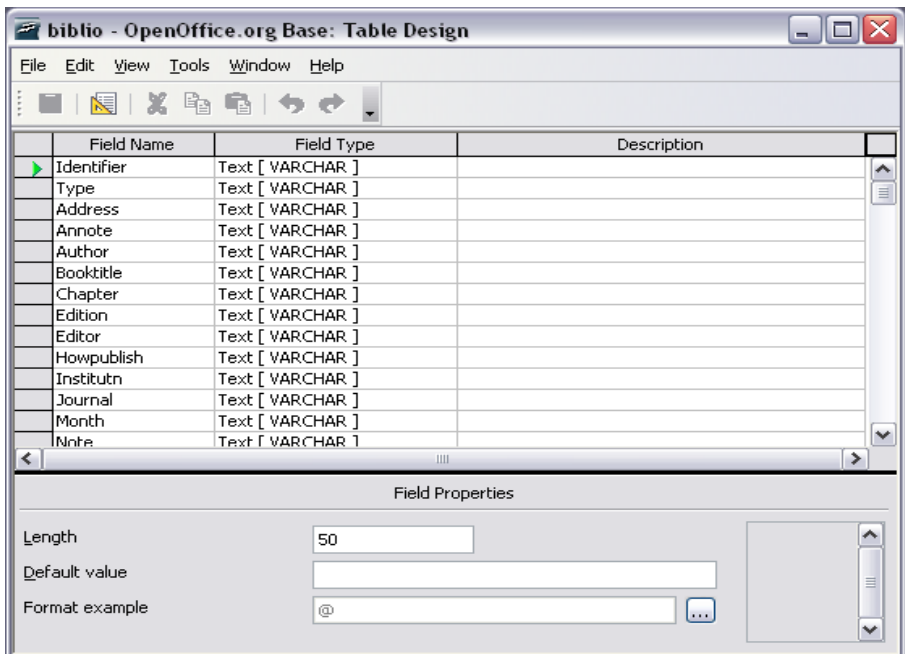 biblio - OpenOffice.org Base: Table Design
File Edit View Tools Window Help
Field Name Field Type Description
Identifier Text [ VARCHAR ]
Type Text [ VARCHAR ]
Address Text [ VARCHAR ]
Annote Text [ VARCHAR ]
Author Text [ VARCHAR ]
Booktitle Text [ VARCHAR ]
Chapter Text [ VARCHAR ]
Edition Text [ VARCHAR ]
Editor Text [ VARCHAR ]
Howpublish Text [ VARCHAR ]
Institutn Text [ VARCHAR ]
Journal Text [ VARCHAR ]
Month Text [ VARCHAR ]
Note Text [ VARCHAR ]
Field Properties
Length 50
Default value
Format example @ ...